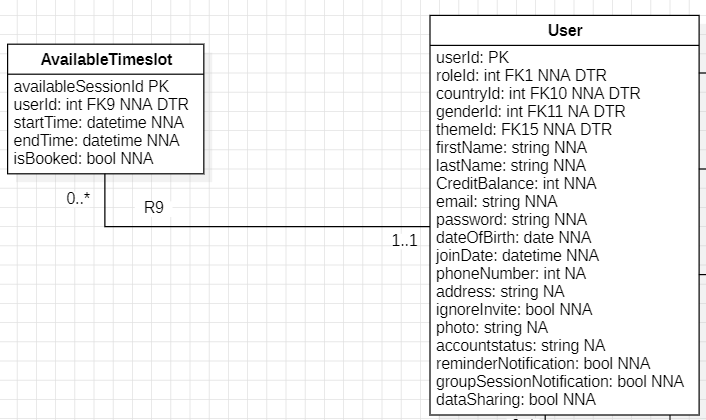 AvailableTimeslot
availableSessionId PK
userId: int FK9 NNA DTR
startTime: datetime NNA
endTime: datetime NNA
isBooked: bool NNA
0..*
R9
1..1
User
userId: PK
roleId: int FK1 NNA DTR
countryId: int FK10 NNA DTR
genderId: int FK11 NA DTR
themeId: FK15 NNA DTR
firstName: string NNA
lastName: string NNA
CreditBalance: int NNA
email: string NNA
password: string NNA
dateOfBirth: date NNA
joinDate: datetime NNA
phoneNumber: int NA
address: string NA
ignoreInvite: bool NNA
photo: string NA
accountstatus: string NA
reminderNotification: bool NNA
groupSessionNotification: bool NNA
dataSharing: bool NNA